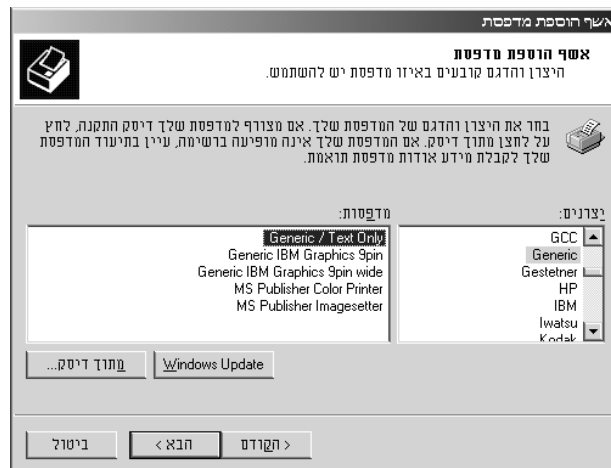 אשף הוספת מדפסת
אשף הוספת מדפסת
היצרן והדגם קובעים באיזו מדפסת יש להשתמש.
בחר את היצרן והדגם של המדפסת שלך. אם מצורף למדפסת שלך דיסק התקנה, לחץ
על לחצן מתוך דיסק. אם המדפסת שלך אינה מופיעה ברשימה, עיין בתיעוד המדפסת
שלך לקבלת מידע אודות מדפסת תואמת.
יצרנים:
GCC
Generic
Gestetner
HP
IBM
Iwatsu
Kodak
מדפסות:
Generic / Text Only
Generic IBM Graphics 9pin
Generic IBM Graphics 9pin wide
MS Publisher Color Printer
MS Publisher Imagesetter
Windows Update
מתוך דיסק...
< הקודם
הבא >
ביטול